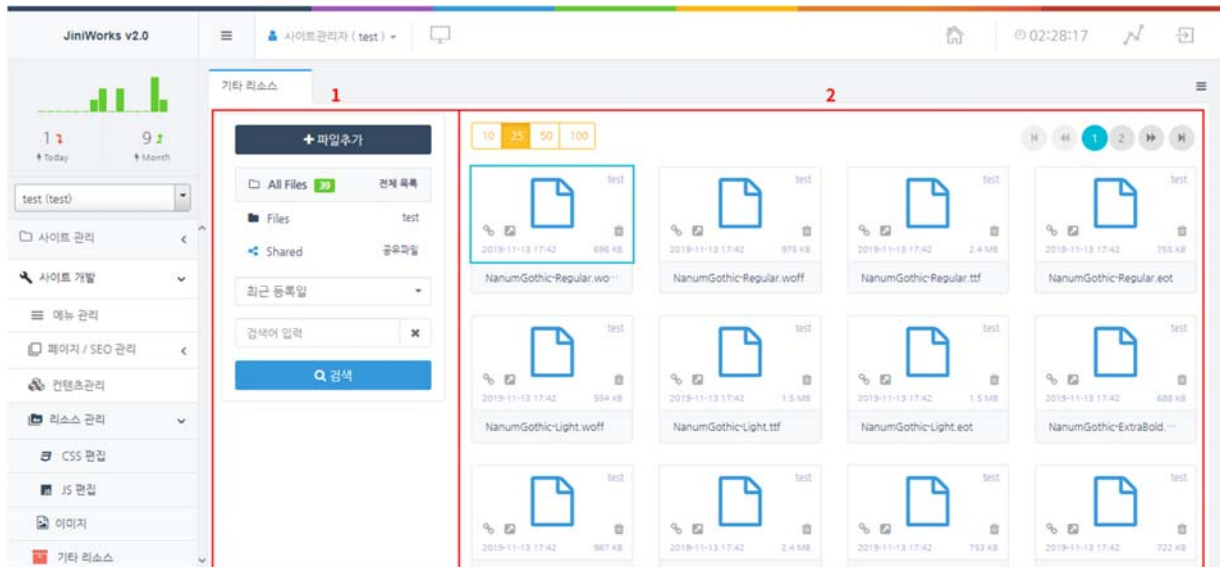 JiniWorks v2.0
사이트관리자 ( test )
02:28:17
1
9
Today
Month
test (test)
사이트 관리
사이트 개발
메뉴 관리
페이지 / SEO 관리
컨텐츠관리
리소스 관리
CSS 편집
JS 편집
이미지
기타 리소스
기타 리소스
1
2
파일추가
All Files 39 전체 목록
Files test
Shared 공유파일
최근 등록일
검색어 입력
검색
10 25 50 100
1 2
test test test test
2019-11-13 17:42 696 KB 2019-11-13 17:42 975 KB 2019-11-13 17:42 2.4 MB 2019-11-13 17:42 755 KB
NanumGothic-Regular.wo... NanumGothic-Regular.woff NanumGothic-Regular.ttf NanumGothic-Regular.eot
test test test test
2019-11-13 17:42 554 KB 2019-11-13 17:42 1.5 MB 2019-11-13 17:42 1.5 MB 2019-11-13 17:42 688 KB
NanumGothic-Light.woff NanumGothic-Light.ttf NanumGothic-Light.eot NanumGothic-ExtraBold....
test test test test
2019-11-13 17:42 987 KB 2019-11-13 17:42 2.4 MB 2019-11-13 17:42 753 KB 2019-11-13 17:42 722 KB